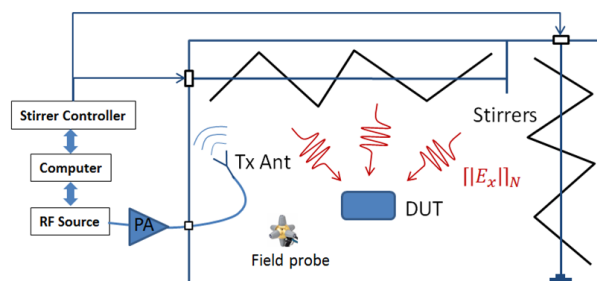 Stirrer Controller
Computer
RF Source
PA
Tx Ant
Stirrers
⌈|E_x|⌉_N
DUT
Field probe